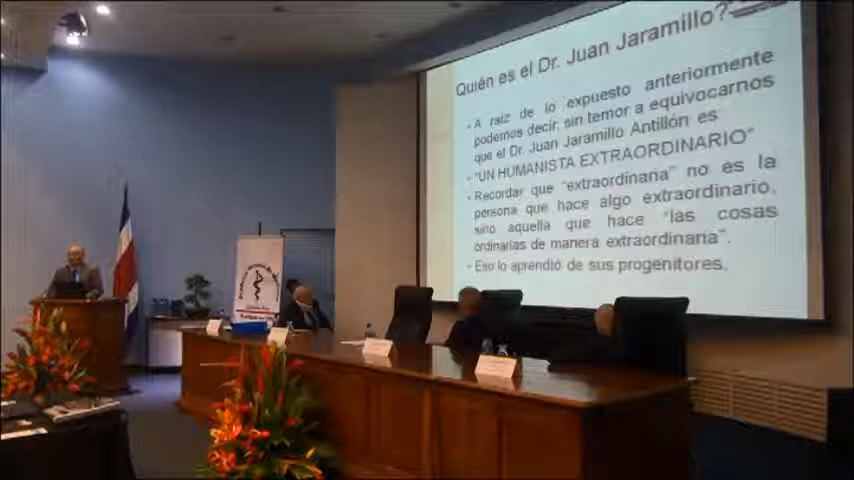 Quién es el Dr. Juan Jaramillo?
• A raíz de lo expuesto anteriormente
podemos decir, sin temor a equivocarnos
que el Dr. Juan Jaramillo Antillón es
• "UN HUMANISTA EXTRAORDINARIO"
• Recordar que "extraordinaria" no es la
persona que hace algo extraordinario,
sino aquella que hace "las cosas
ordinarias de manera extraordinaria".
• Eso lo aprendió de sus progenitores.